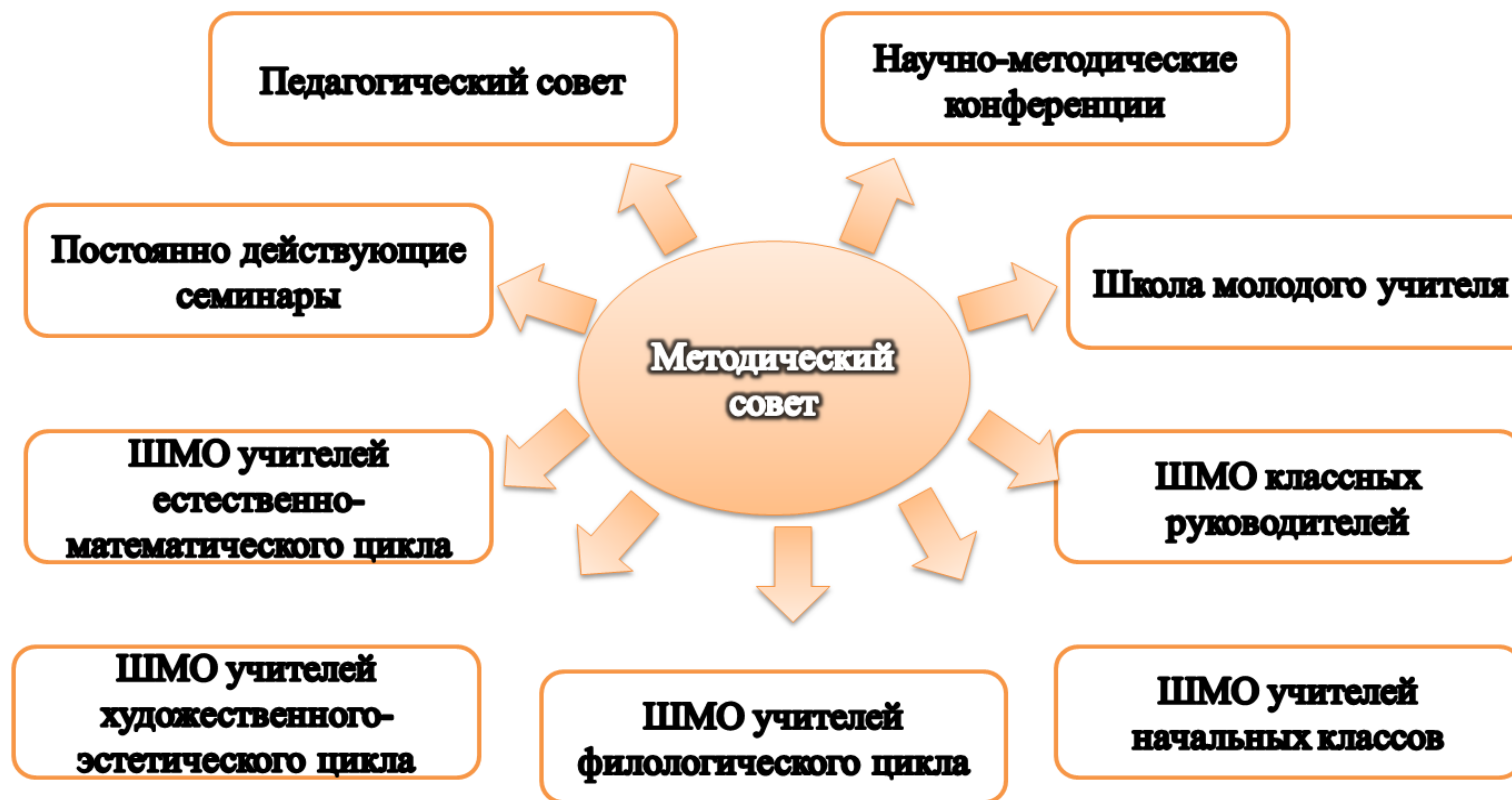 Педагогический совет
Научно-методические
конференции
Постоянно действующие
семинары
Школа молодого учителя
Методический
совет
ШМО учителей
естественно-
математического цикла
ШМО классных
руководителей
ШМО учителей
художественного-
эстетического цикла
ШМО учителей
филологического цикла
ШМО учителей
начальных классов